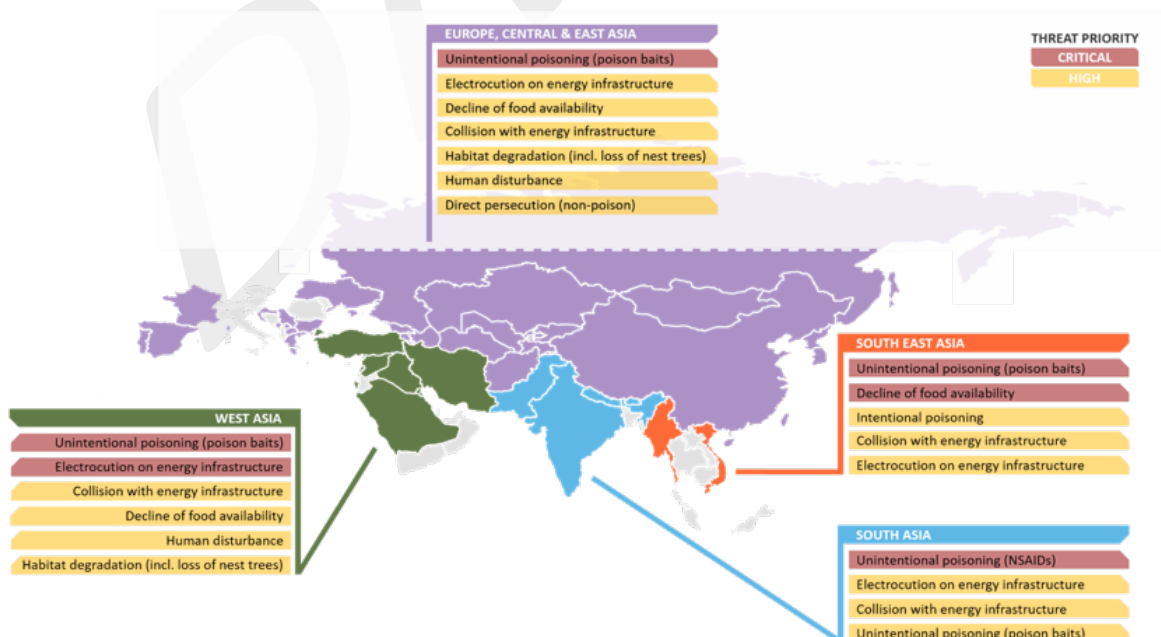 EUROPE, CENTRAL & EAST ASIA
Unintentional poisoning (poison baits)
Electrocution on energy infrastructure
Decline of food availability
Collision with energy infrastructure
Habitat degradation (incl. loss of nest trees)
Human disturbance
Direct persecution (non-poison)
THREAT PRIORITY
CRITICAL
HIGH
SOUTH EAST ASIA
Unintentional poisoning (poison baits)
Decline of food availability
Intentional poisoning
Collision with energy infrastructure
Electrocution on energy infrastructure
WEST ASIA
Unintentional poisoning (poison baits)
Electrocution on energy infrastructure
Collision with energy infrastructure
Decline of food availability
Human disturbance
Habitat degradation (incl. loss of nest trees)
SOUTH ASIA
Unintentional poisoning (NSAIDs)
Electrocution on energy infrastructure
Collision with energy infrastructure
Unintentional poisoning (poison baits)